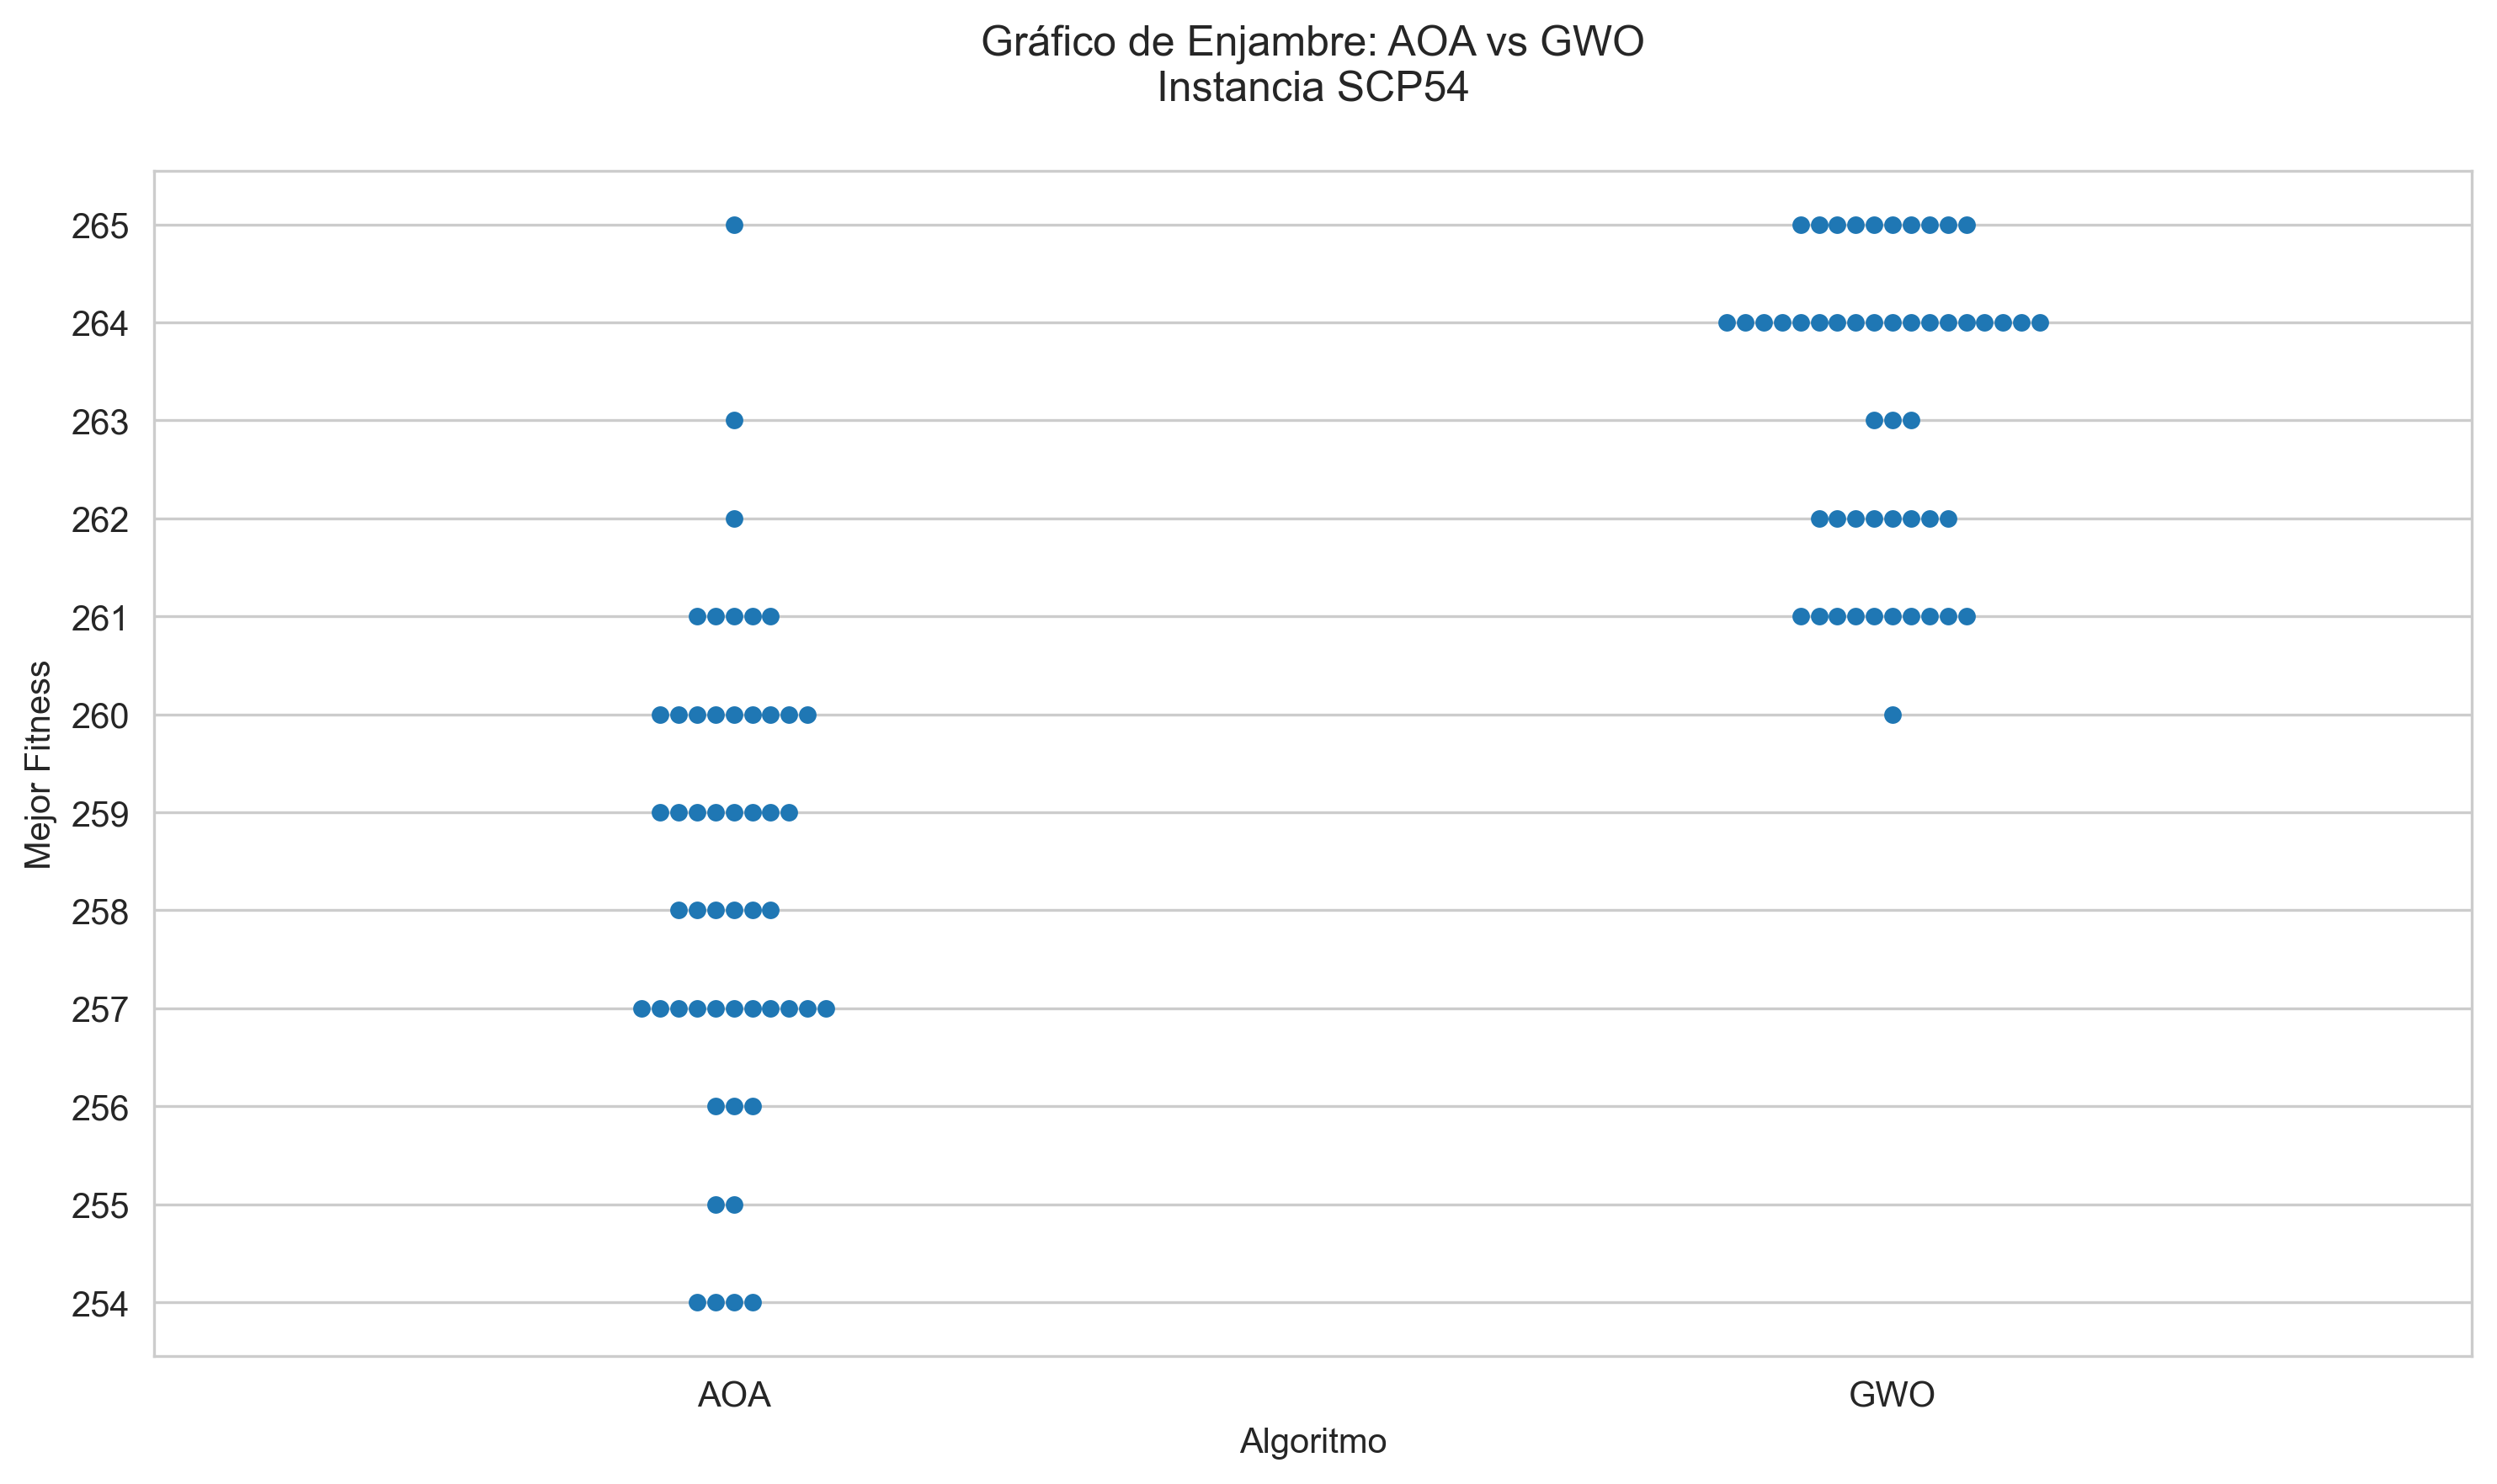 Gráfico de Enjambre: AOA vs GWO
Instancia SCP54
265
264
263
262
261
260
259
258
257
256
255
254
Mejor Fitness
AOA
GWO
Algoritmo